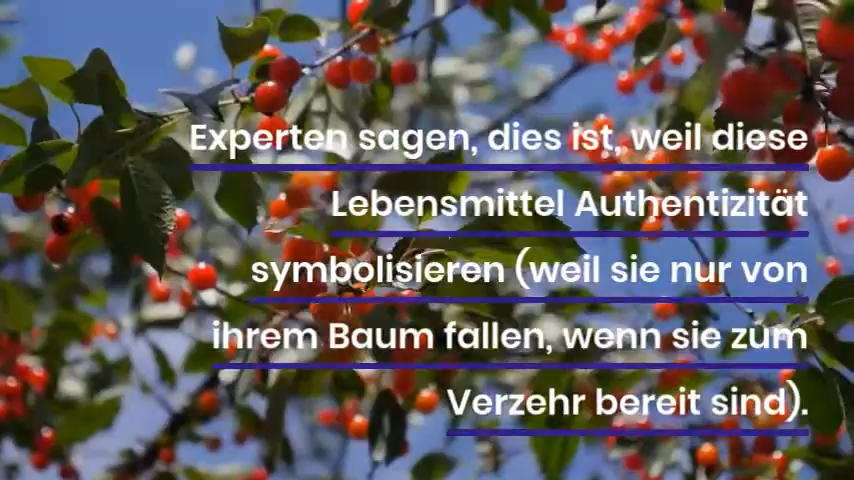 Experten sagen, dies ist, weil diese
Lebensmittel Authentizität
symbolisieren (weil sie nur von
ihrem Baum fallen, wenn sie zum
Verzehr bereit sind).